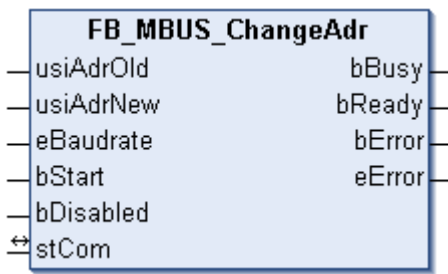 FB_MBUS_ChangeAdr
usiAdrOld bBusy
usiAdrNew bReady
eBaudrate bError
bStart eError
bDisabled
stCom